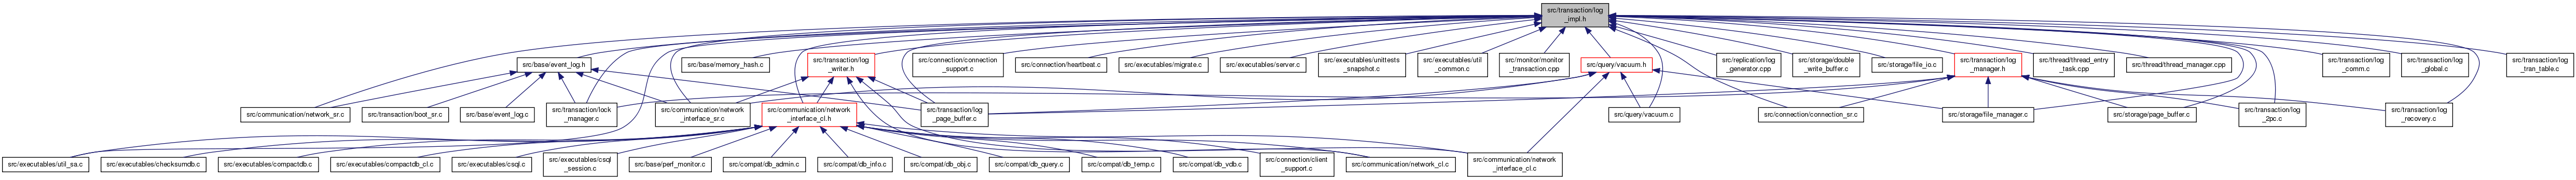 src/transaction/log
_impl.h
src/base/event_log.h
src/base/memory_hash.c
src/transaction/log
_writer.h
src/connection/connection
_support.c
src/connection/heartbeat.c
src/executables/migrate.c
src/executables/server.c
src/executables/unittests
_snapshot.c
src/executables/util
_common.c
src/monitor/monitor
_transaction.cpp
src/query/vacuum.h
src/replication/log
_generator.cpp
src/storage/double
_write_buffer.c
src/storage/file_io.c
src/transaction/log
_manager.h
src/thread/thread_entry
_task.cpp
src/thread/thread_manager.cpp
src/transaction/log
_comm.c
src/transaction/log
_global.c
src/transaction/log
_tran_table.c
src/communication/network_sr.c
src/transaction/boot_sr.c
src/base/event_log.c
src/transaction/lock
_manager.c
src/communication/network
_interface_sr.c
src/communication/network
_interface_cl.h
src/transaction/log
_page_buffer.c
src/query/vacuum.c
src/connection/connection_sr.c
src/storage/file_manager.c
src/storage/page_buffer.c
src/transaction/log
_2pc.c
src/transaction/log
_recovery.c
src/executables/util_sa.c
src/executables/checksumdb.c
src/executables/compactdb.c
src/executables/compactdb_cl.c
src/executables/csql.c
src/executables/csql
_session.c
src/base/perf_monitor.c
src/compat/db_admin.c
src/compat/db_info.c
src/compat/db_obj.c
src/compat/db_query.c
src/compat/db_temp.c
src/compat/db_vdb.c
src/connection/client
_support.c
src/communication/network_cl.c
src/communication/network
_interface_cl.c